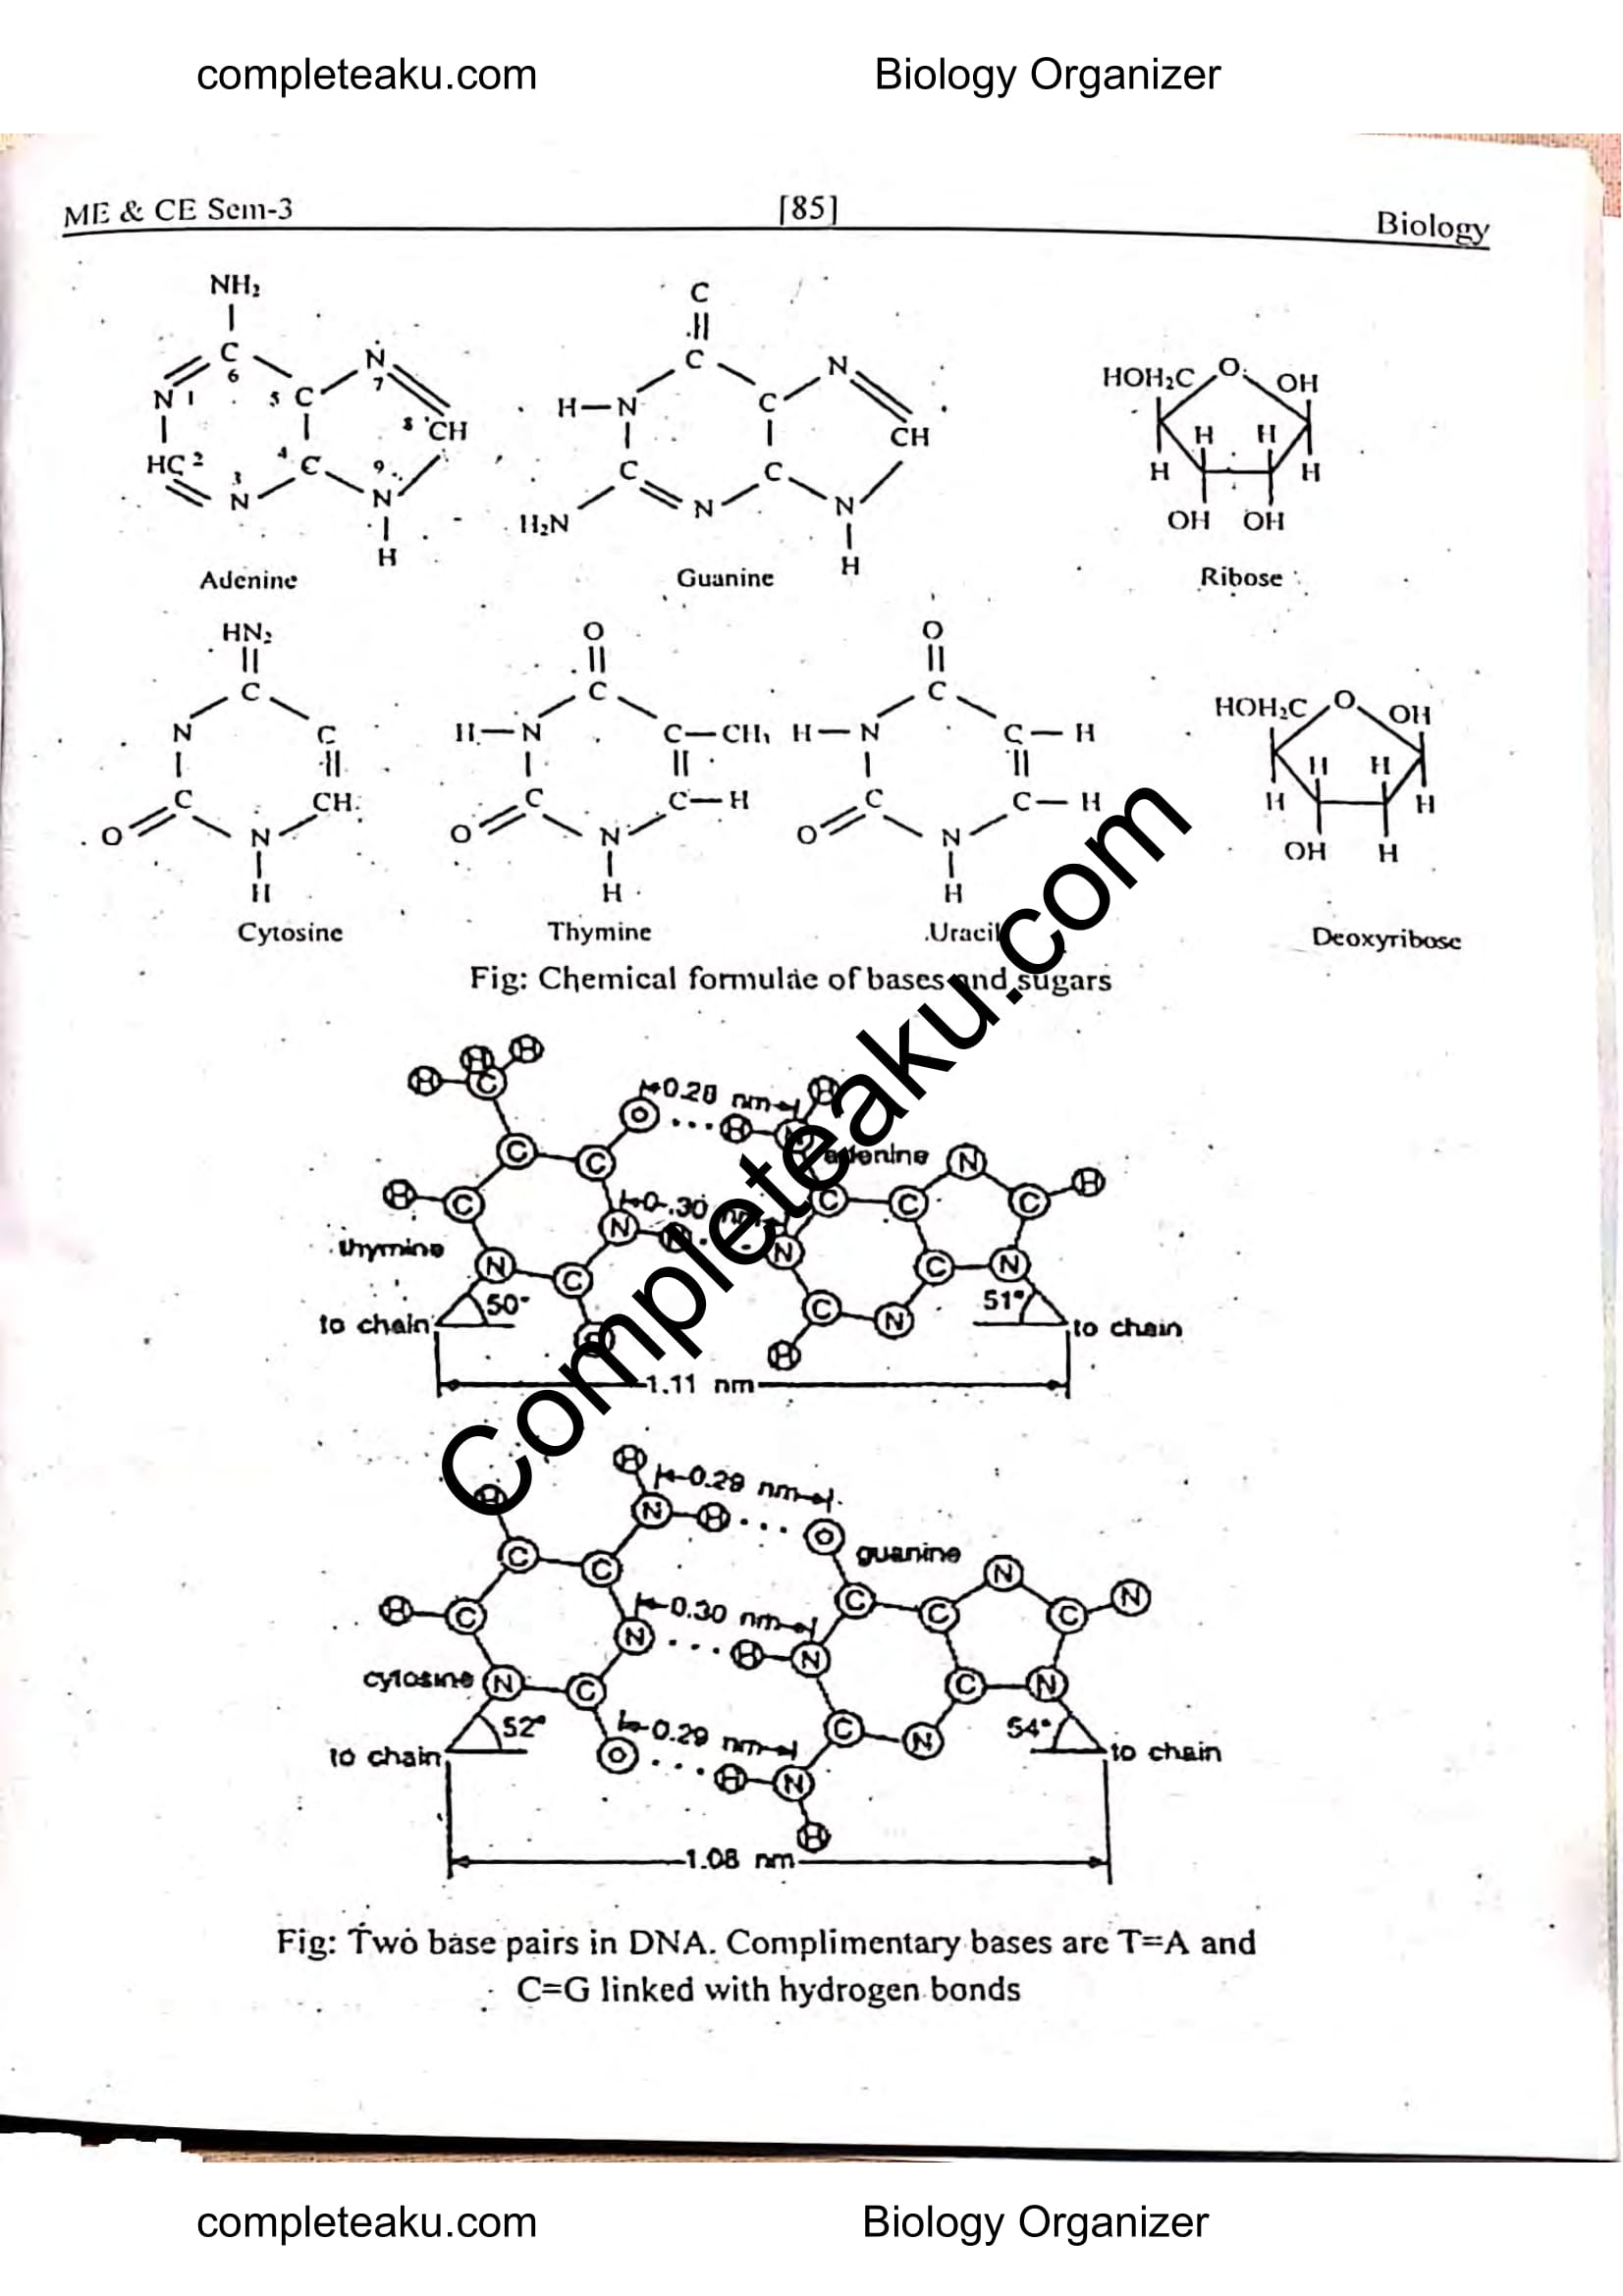 completeaku.com Biology Organizer
ME & CE Sem-3 [85] Biology
NH₂
C
6
N 1
5 C
N
7
8 CH
HC 2
3
N
4 C
9
N
H
Adenine
C
C
H—N
C
N
CH
C
C
N
N
H₂N
H
Guanine
HOH₂C O OH
H H
H H
OH OH
Ribose
HN₂
C
N C
C CH
O N
H
Cytosine
O
C
H—N C—CH₃
C C—H
O N
H
Thymine
O
C
H—N C—H
C C—H
O N
H
Uracil
HOH₂C O OH
H H
H H
OH H
Deoxyribose
Fig: Chemical formulae of bases and sugars
H H H C
0.28 nm
O H N H
C C adenine N
H C 0.30 nm C C C H
thymine N N
N C C N
to chain 50° 51° to chain
C N
H
1.11 nm
H
H 0.29 nm
N H O
C C guanine N
H C 0.30 nm C C C N
N H N
cytosine N C C N
to chain 52° 0.29 nm C N 54° to chain
O H N
H
1.08 nm
Fig: Two base pairs in DNA. Complimentary bases are T=A and
C=G linked with hydrogen bonds
Completeaku.com
completeaku.com Biology Organizer